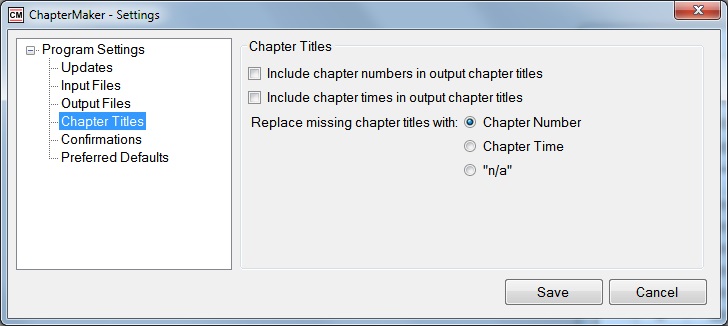 CM ChapterMaker - Settings
Program Settings
Updates
Input Files
Output Files
Chapter Titles
Confirmations
Preferred Defaults
Chapter Titles
Include chapter numbers in output chapter titles
Include chapter times in output chapter titles
Replace missing chapter titles with: Chapter Number
Chapter Time
"n/a"
Save Cancel